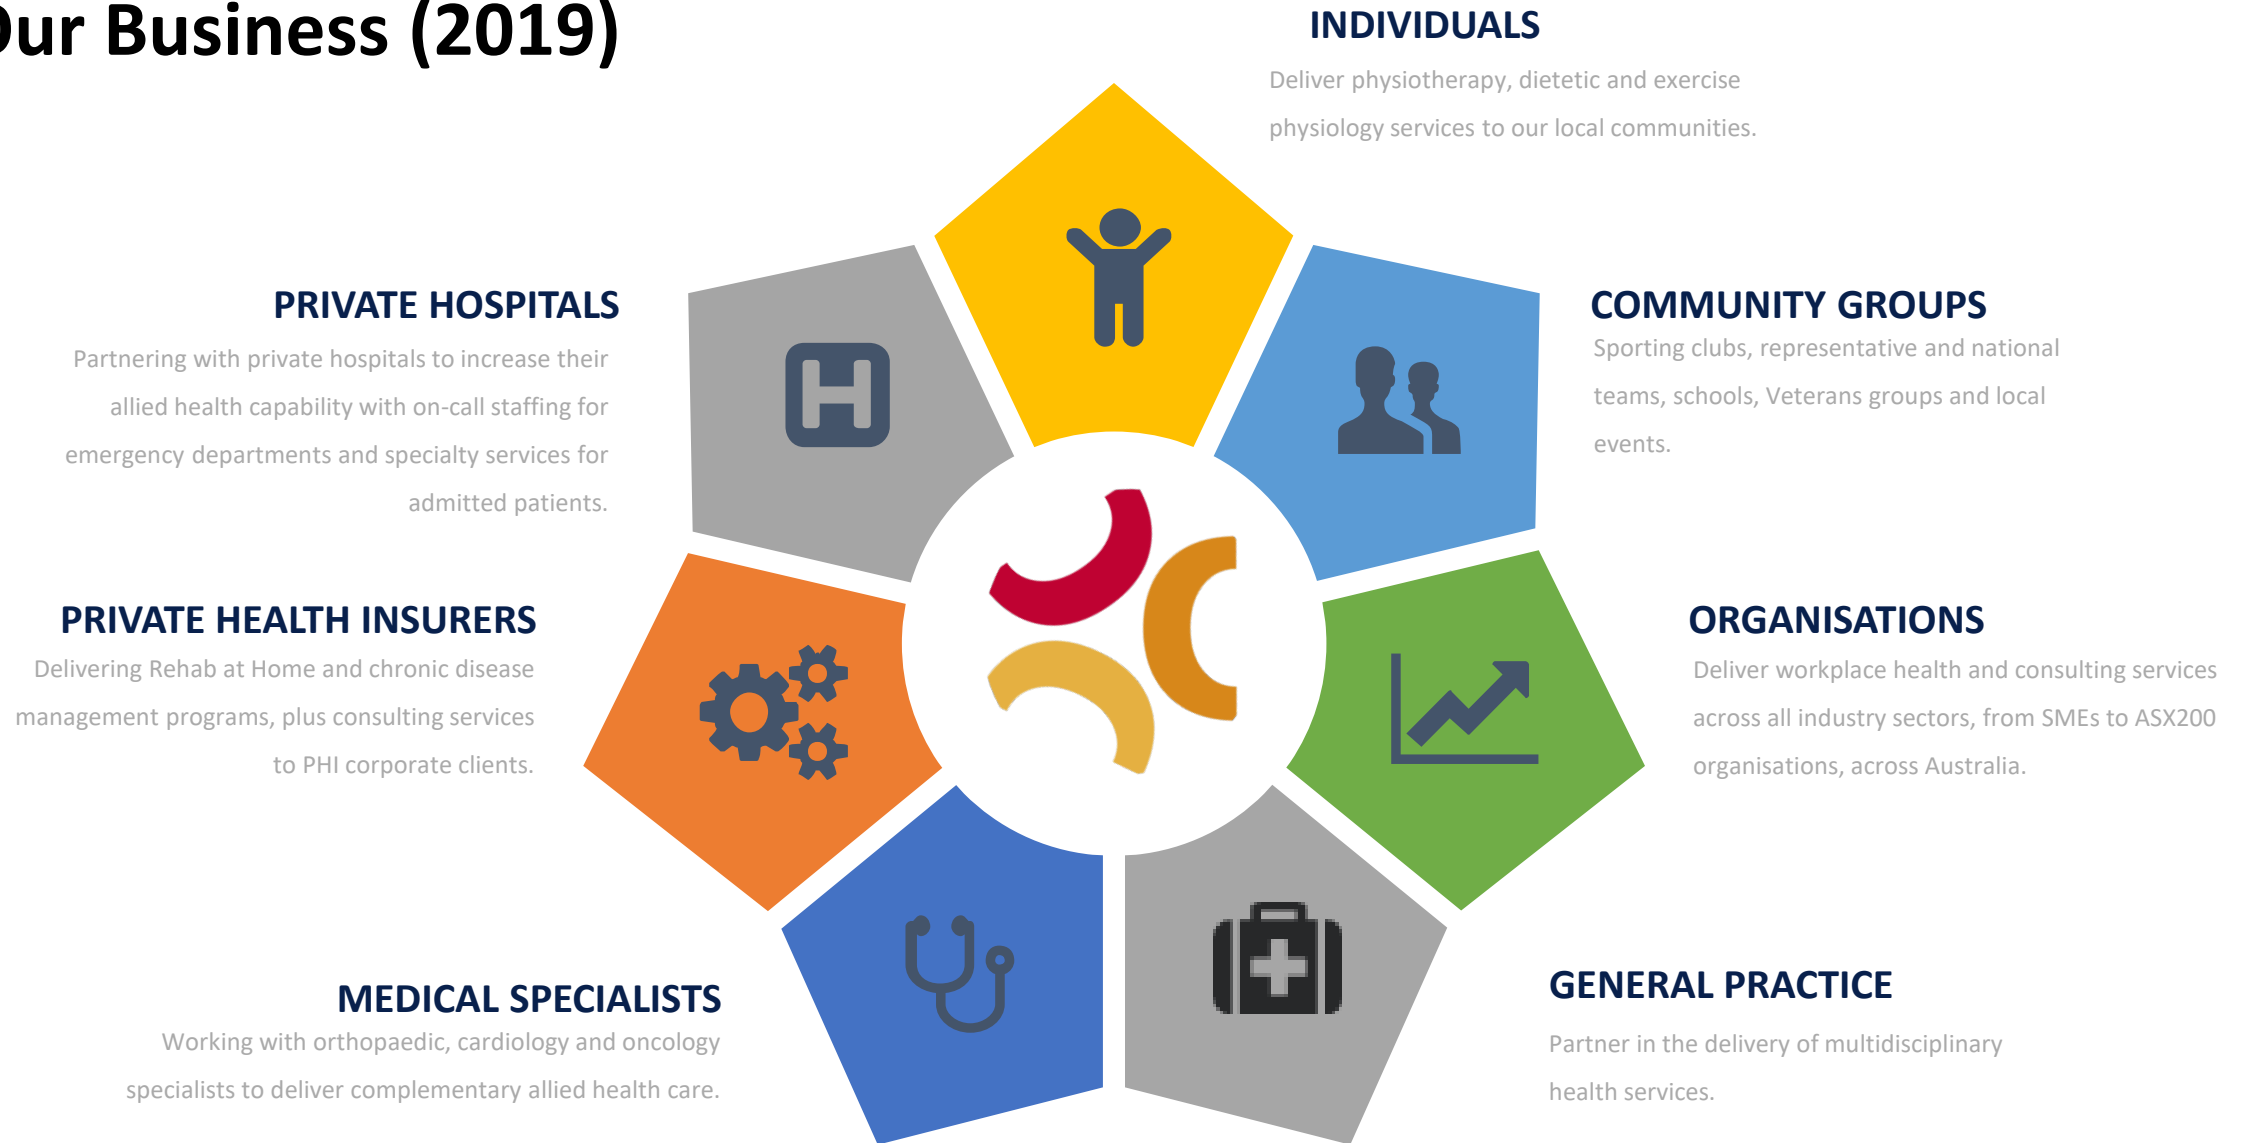 Our Business (2019)
INDIVIDUALS
Deliver physiotherapy, dietetic and exercise
physiology services to our local communities.
COMMUNITY GROUPS
Sporting clubs, representative and national
teams, schools, Veterans groups and local
events.
ORGANISATIONS
Deliver workplace health and consulting services
across all industry sectors, from SMEs to ASX200
organisations, across Australia.
GENERAL PRACTICE
Partner in the delivery of multidisciplinary
health services.
MEDICAL SPECIALISTS
Working with orthopaedic, cardiology and oncology
specialists to deliver complementary allied health care.
PRIVATE HEALTH INSURERS
Delivering Rehab at Home and chronic disease
management programs, plus consulting services
to PHI corporate clients.
PRIVATE HOSPITALS
Partnering with private hospitals to increase their
allied health capability with on-call staffing for
emergency departments and specialty services for
admitted patients.
H